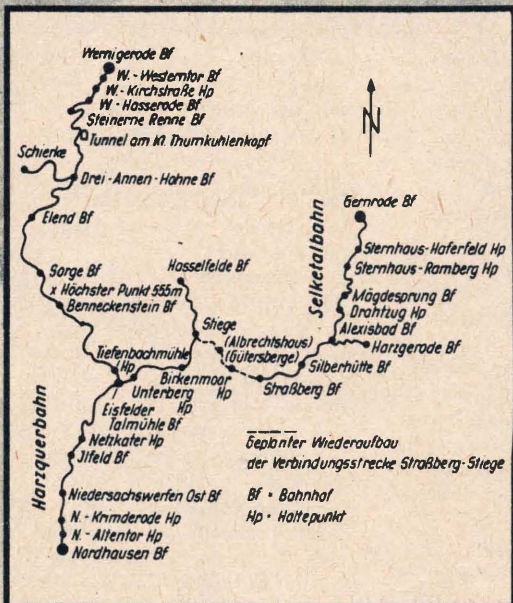 Wernigerode Bf
W.-Westerntor Bf
W.-Kirchstraße Hp
W.-Hasserode Bf
Steinerne Renne Bf
Tunnel am Kl. Thumkuhlenkopf
Schierke
Drei-Annen-Hohne Bf
Elend Bf
Sorge Bf
x Höchster Punkt 555m
Benneckenstein Bf
Tiefenbachmühle
Hp
Eisfelder
Talmühle Bf
Netzkater Hp
Jlfeld Bf
Niedersachswerfen Ost Bf
N.-Krimderode Hp
N.-Altentor Hp
Nordhausen Bf
Harzquerbahn
Hasselfelde Bf
Stiege
(Albrechtshaus)
(Gütersberge)
Birkenmoor
Hp
Unterberg
Hp
Straßberg Bf
Silberhütte Bf
N
Selketalbahn
Gernrode Bf
Sternhaus-Haferfeld Hp
Sternhaus-Ramberg Hp
Mägdesprung Bf
Drahtzug Hp
Alexisbad Bf
Harzgerode Bf
Geplanter Wiederaufbau
der Verbindungsstrecke Straßberg-Stiege
Bf = Bahnhof
Hp = Haltepunkt